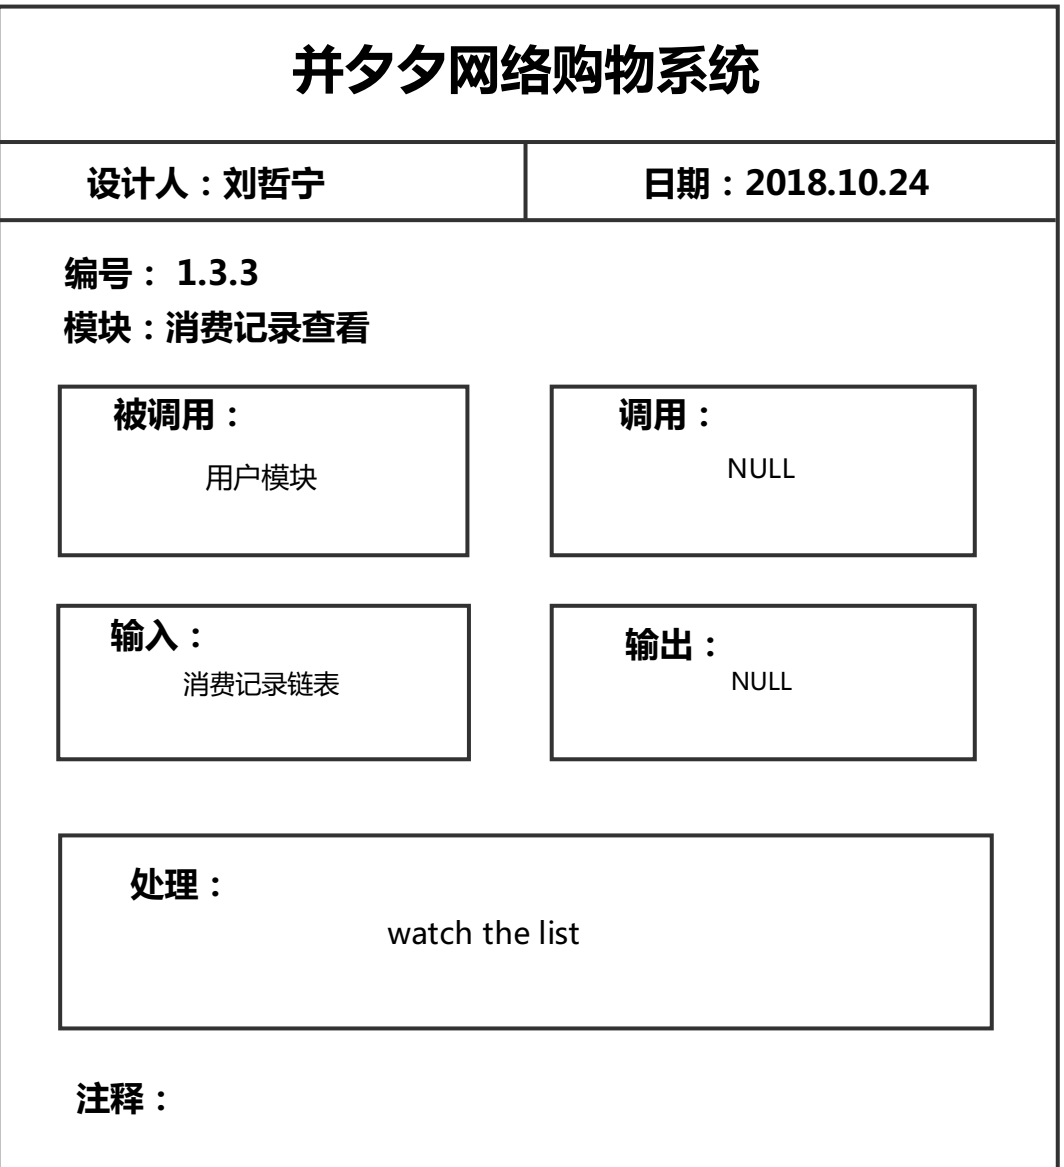 并夕夕网络购物系统
设计人：刘哲宁
日期：2018.10.24
编号： 1.3.3
模块：消费记录查看
被调用：
用户模块
调用：
NULL
输入：
消费记录链表
输出：
NULL
处理：
watch the list
注释：